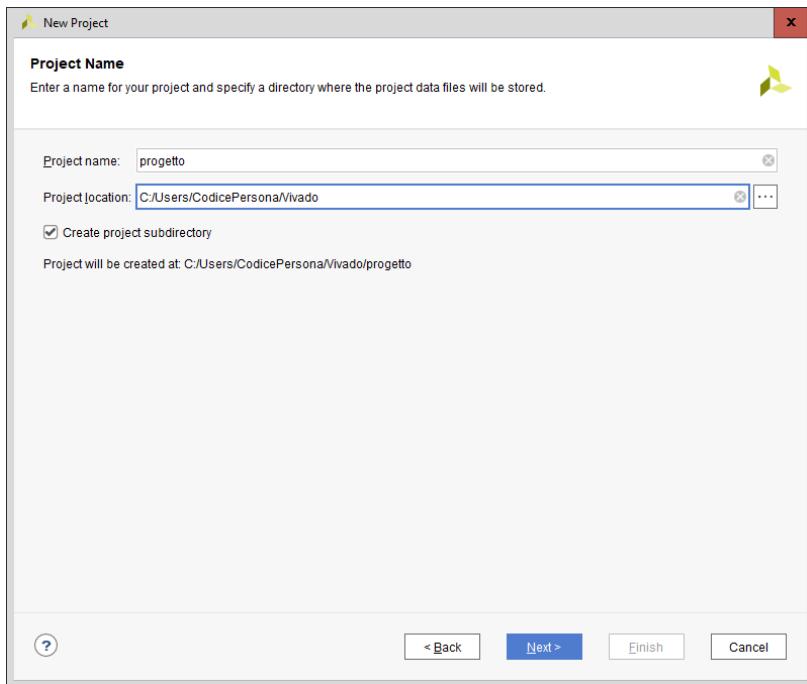 New Project
x
Project Name
Enter a name for your project and specify a directory where the project data files will be stored.
Project name: progetto
Project location: C:/Users/CodicePersona/Vivado ...
Create project subdirectory
Project will be created at: C:/Users/CodicePersona/Vivado/progetto
? < Back Next > Finish Cancel